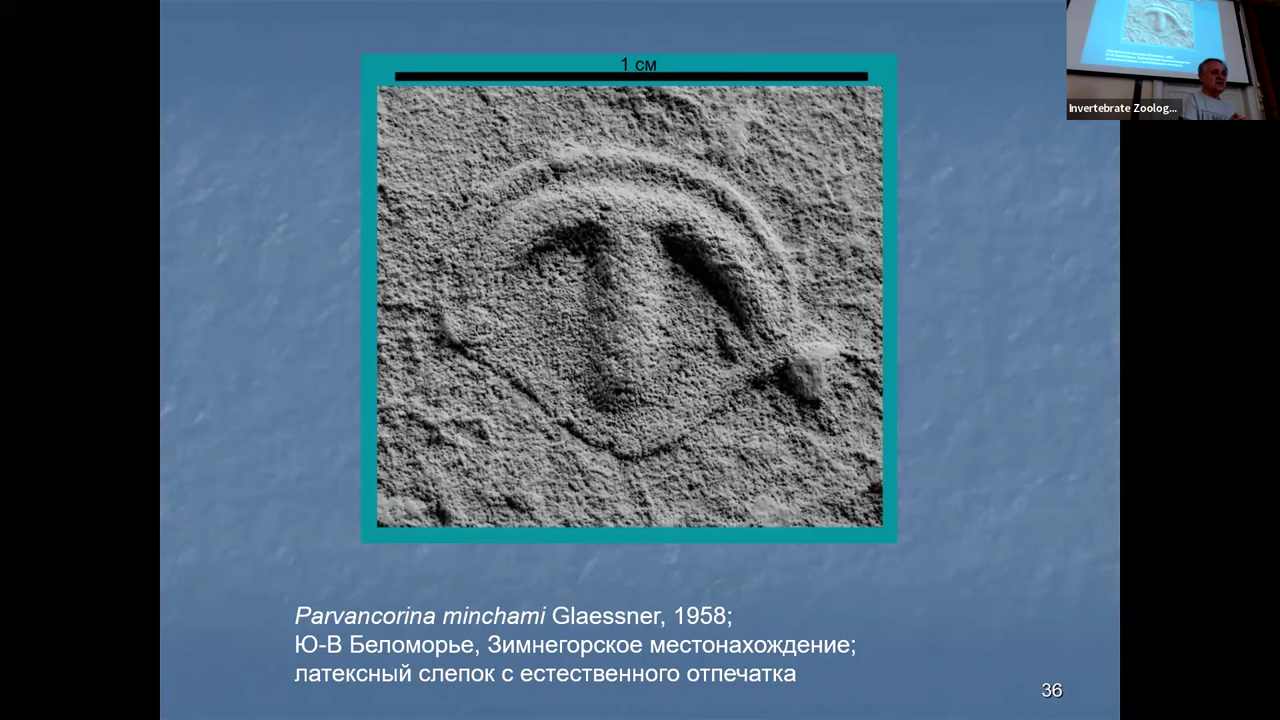 1 см
Invertebrate Zoolog...
Parvancorina minchami Glaessner, 1958;
Ю-В Беломорье, Зимнегорское местонахождение;
латексный слепок с естественного отпечатка
36